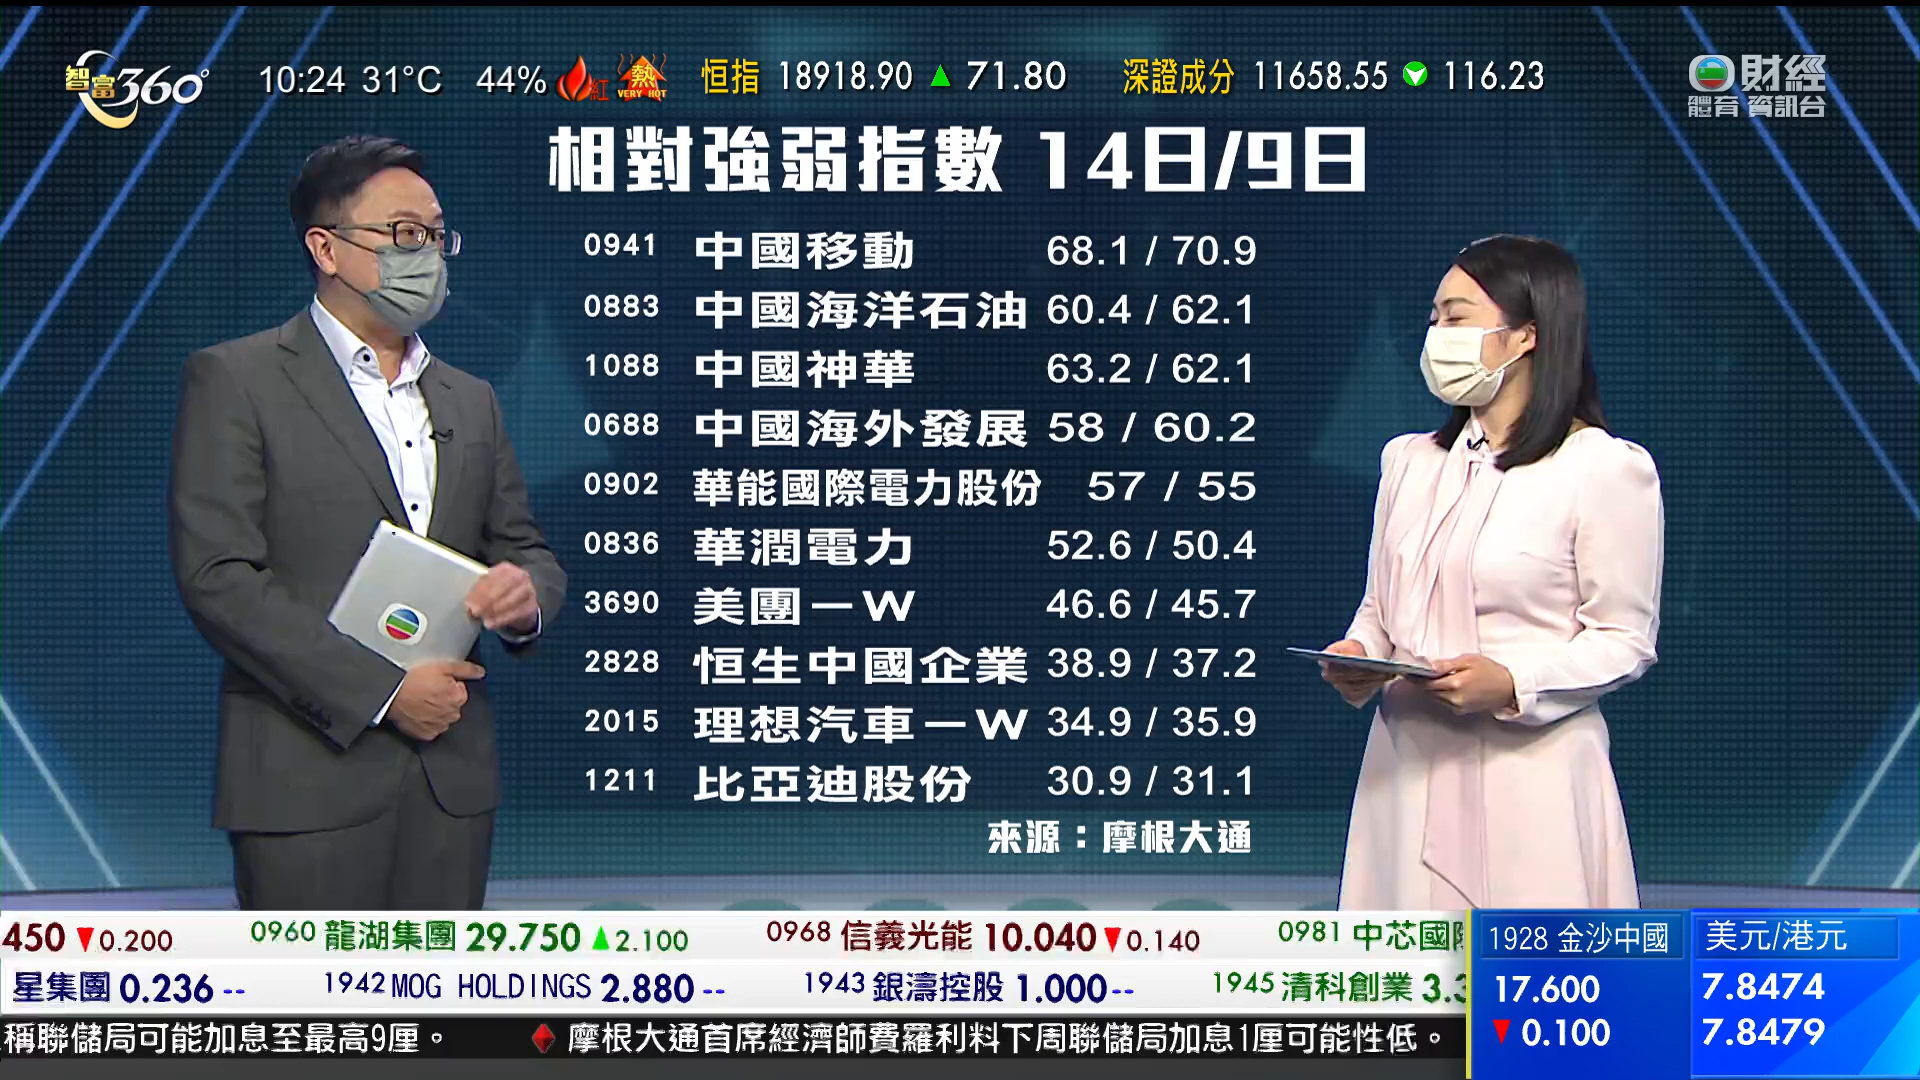 智富360°
10:24 31°C 44% 紅 熱 VERY HOT 恒指 18918.90 ▲ 71.80 深證成分 11658.55 ▼ 116.23
財經
體育 資訊台
相對強弱指數 14日/9日
0941 中國移動 68.1 / 70.9
0883 中國海洋石油 60.4 / 62.1
1088 中國神華 63.2 / 62.1
0688 中國海外發展 58 / 60.2
0902 華能國際電力股份 57 / 55
0836 華潤電力 52.6 / 50.4
3690 美團－W 46.6 / 45.7
2828 恒生中國企業 38.9 / 37.2
2015 理想汽車－W 34.9 / 35.9
1211 比亞迪股份 30.9 / 31.1
來源：摩根大通
450 ▼0.200 0960 龍湖集團 29.750 ▲2.100 0968 信義光能 10.040 ▼0.140 0981 中芯國
星集團 0.236 -- 1942 MOG HOLDINGS 2.880 -- 1943 銀濤控股 1.000 -- 1945 清科創業 3.3
稱聯儲局可能加息至最高9厘。 ◆ 摩根大通首席經濟師費羅利料下周聯儲局加息1厘可能性低。
1928 金沙中國
17.600
▼ 0.100
美元/港元
7.8474
7.8479